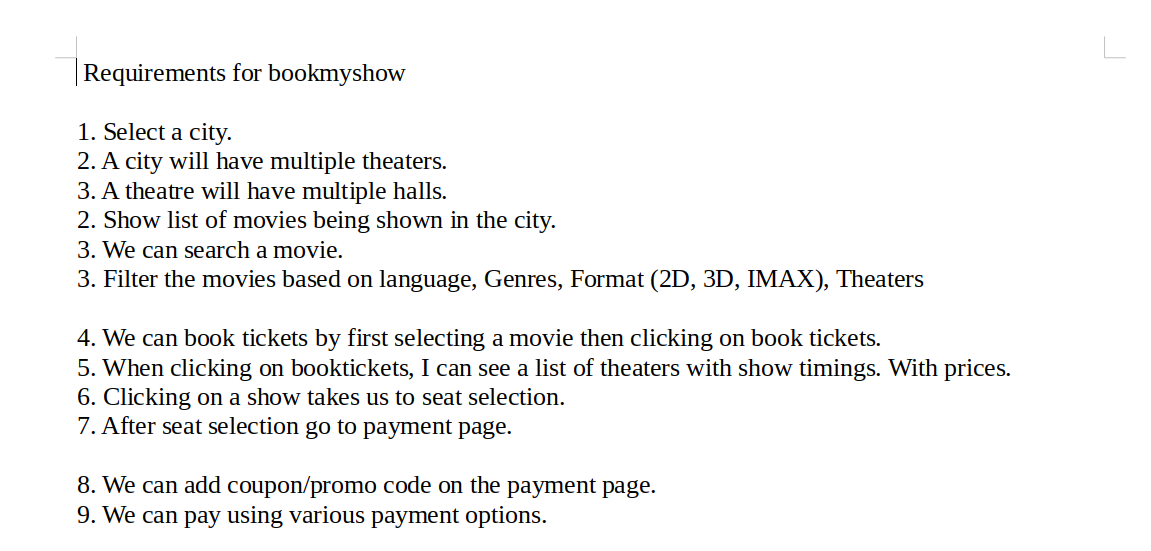 Requirements for bookmyshow
1. Select a city.
2. A city will have multiple theaters.
3. A theatre will have multiple halls.
2. Show list of movies being shown in the city.
3. We can search a movie.
3. Filter the movies based on language, Genres, Format (2D, 3D, IMAX), Theaters
4. We can book tickets by first selecting a movie then clicking on book tickets.
5. When clicking on booktickets, I can see a list of theaters with show timings. With prices.
6. Clicking on a show takes us to seat selection.
7. After seat selection go to payment page.
8. We can add coupon/promo code on the payment page.
9. We can pay using various payment options.